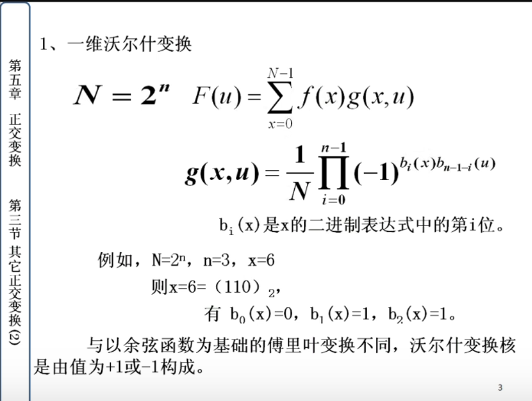 第五章 正交变换 第三节 其它正交变换(2)
1、一维沃尔什变换
N = 2ⁿ F(u) = ∑_{x=0}^{N−1} f(x)g(x,u)
g(x,u) = 1/N ∏_{i=0}^{n−1} (−1)^{b_i(x)b_{n−1−i}(u)}
b_i(x)是x的二进制表达式中的第i位。
例如，N=2ⁿ，n=3，x=6
则x=6=（110）₂，
有 b₀(x)=0，b₁(x)=1，b₂(x)=1。
与以余弦函数为基础的傅里叶变换不同，沃尔什变换核
是由值为+1或-1构成。
3